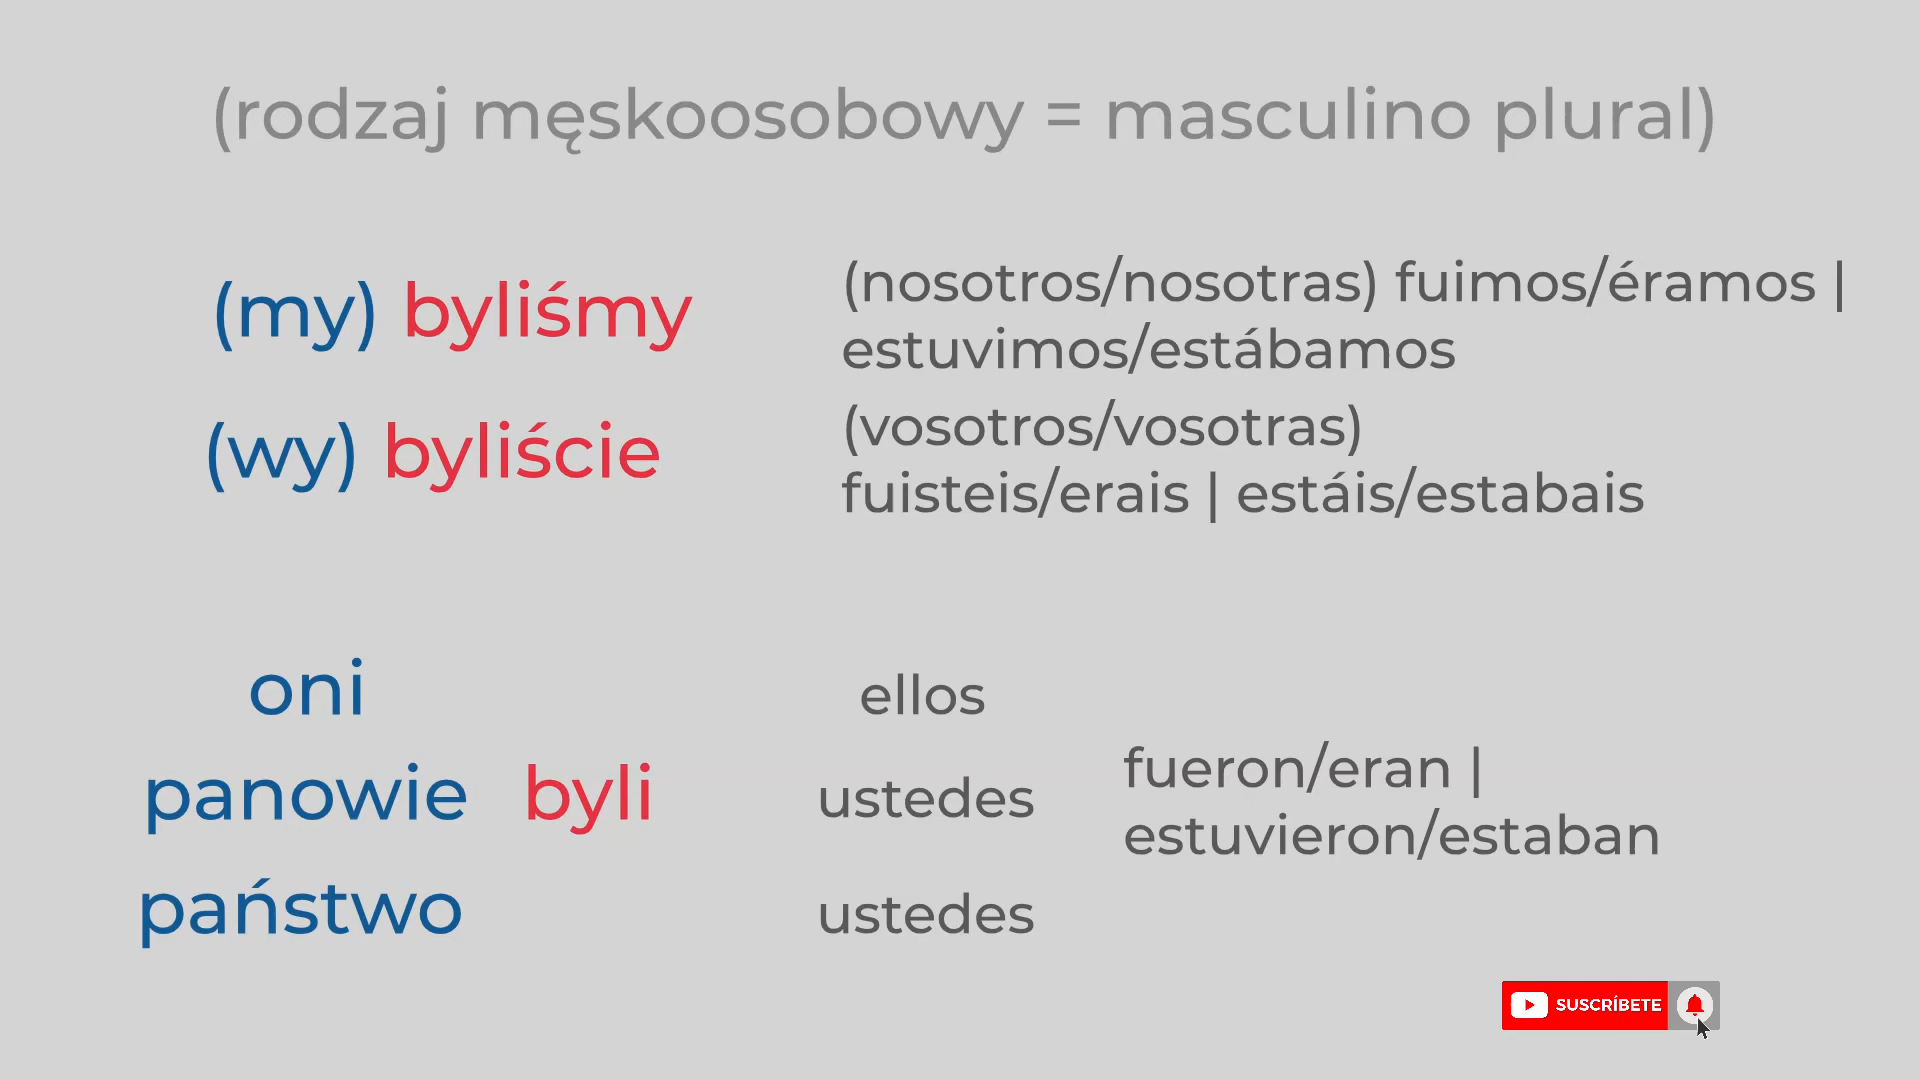 (rodzaj męskoosobowy = masculino plural)
(my) byliśmy
(nosotros/nosotras) fuimos/éramos |
estuvimos/estábamos
(wy) byliście
(vosotros/vosotras)
fuisteis/erais | estáis/estabais
oni
ellos
panowie byli
ustedes
fueron/eran |
estuvieron/estaban
państwo
ustedes
SUSCRÍBETE